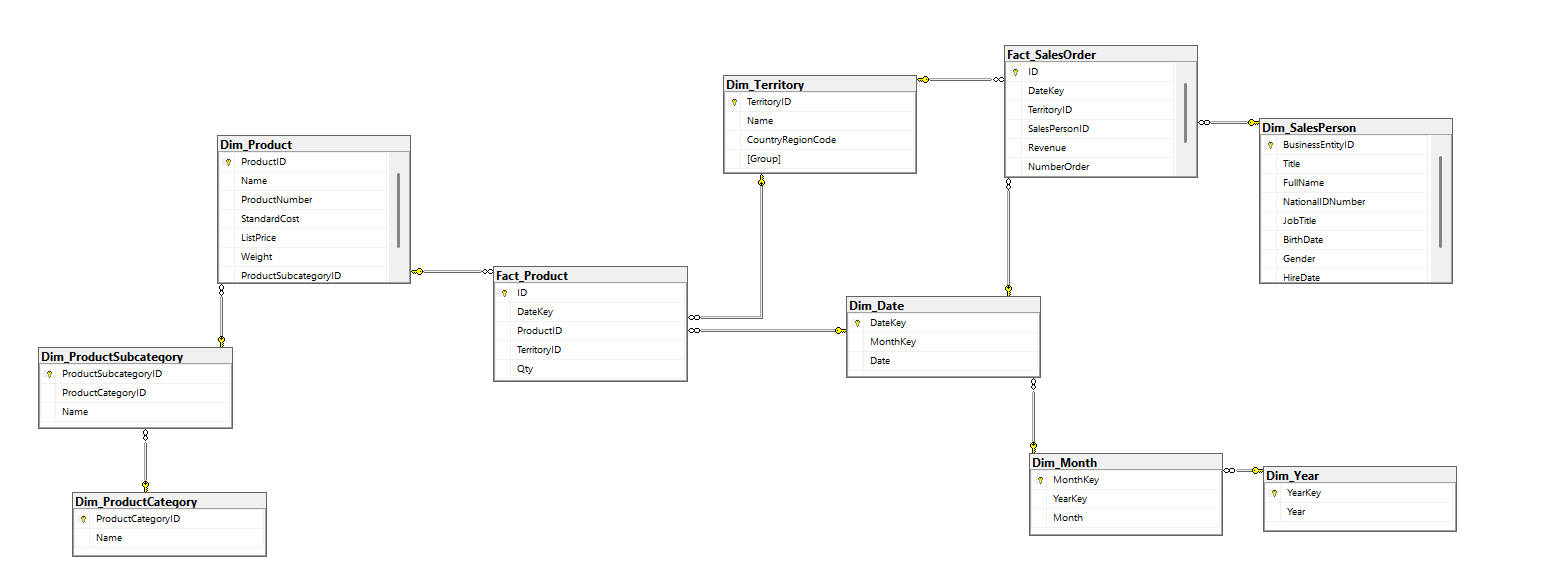 Fact_SalesOrder
ID
DateKey
TerritoryID
SalesPersonID
Revenue
NumberOrder
Dim_Territory
TerritoryID
Name
CountryRegionCode
[Group]
Dim_SalesPerson
BusinessEntityID
Title
FullName
NationalIDNumber
JobTitle
BirthDate
Gender
HireDate
Dim_Product
ProductID
Name
ProductNumber
StandardCost
ListPrice
Weight
ProductSubcategoryID
Fact_Product
ID
DateKey
ProductID
TerritoryID
Qty
Dim_Date
DateKey
MonthKey
Date
Dim_ProductSubcategory
ProductSubcategoryID
ProductCategoryID
Name
Dim_Month
MonthKey
YearKey
Month
Dim_Year
YearKey
Year
Dim_ProductCategory
ProductCategoryID
Name